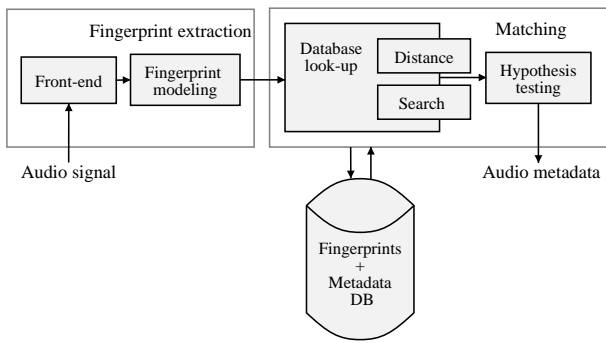 Fingerprint extraction
Matching
Front-end
Fingerprint
modeling
Database
look-up
Distance
Search
Hypothesis
testing
Audio signal
Audio metadata
Fingerprints
+
Metadata
DB